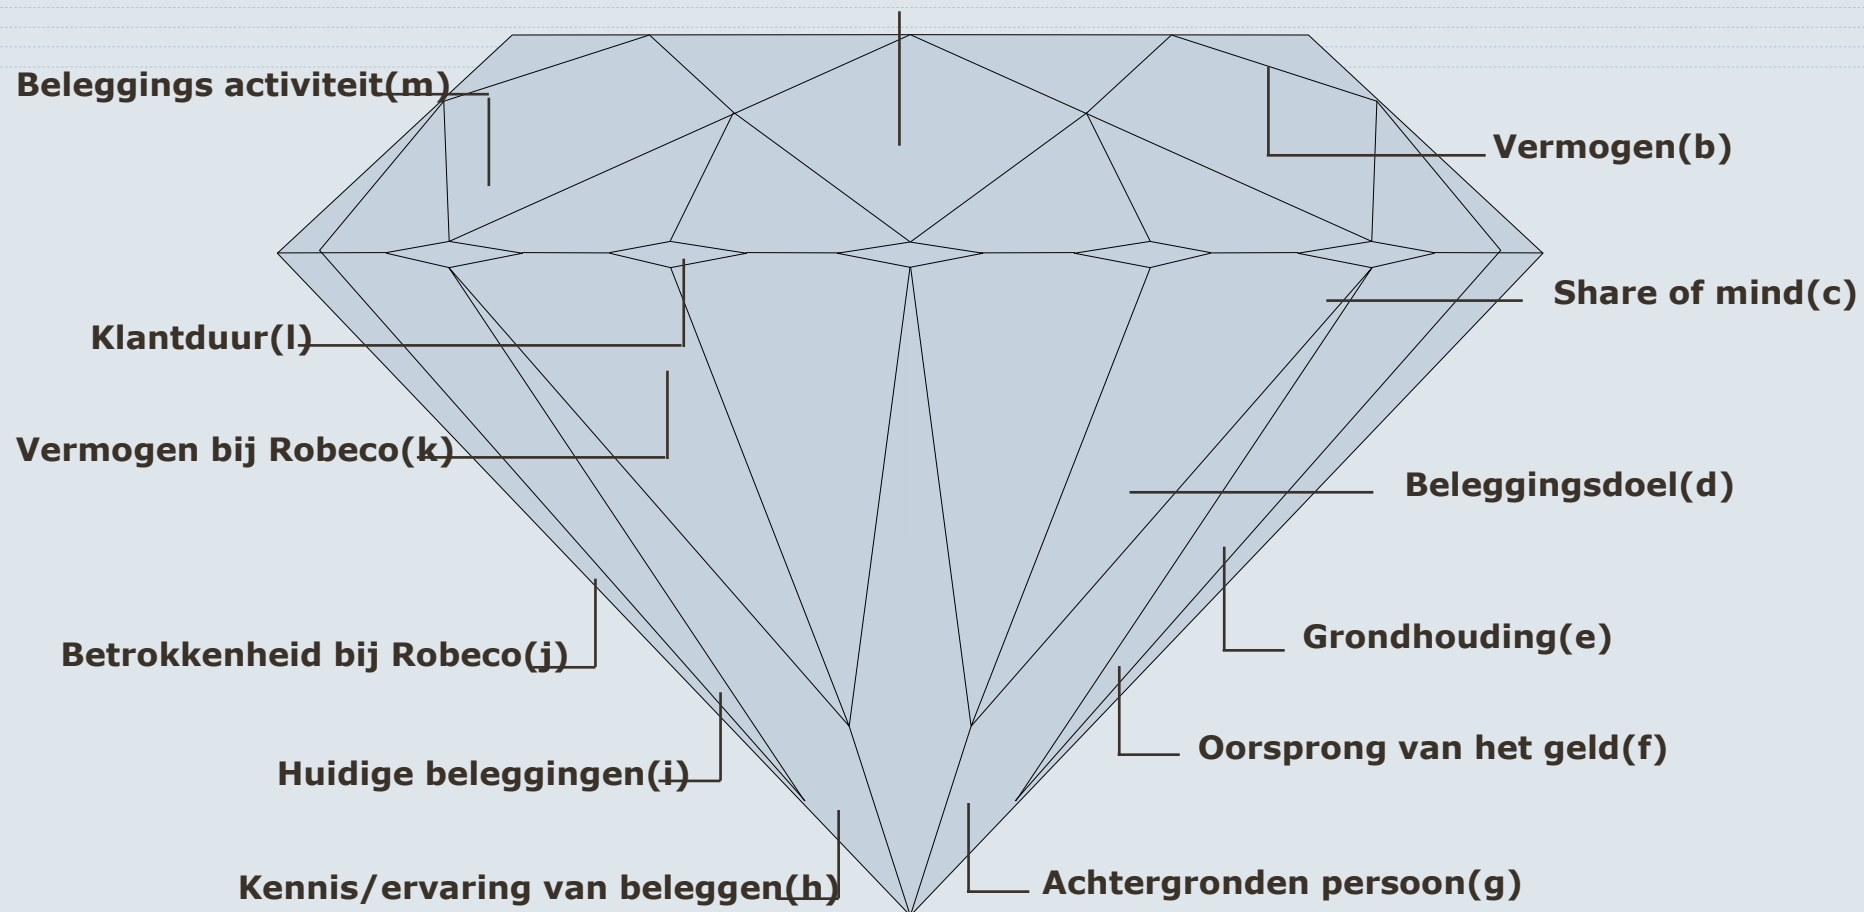 Beleggings activiteit(m)
Vermogen(b)
Share of mind(c)
Klantduur(l)
Vermogen bij Robeco(k)
Beleggingsdoel(d)
Grondhouding(e)
Betrokkenheid bij Robeco(j)
Oorsprong van het geld(f)
Huidige beleggingen(i)
Achtergronden persoon(g)
Kennis/ervaring van beleggen(h)